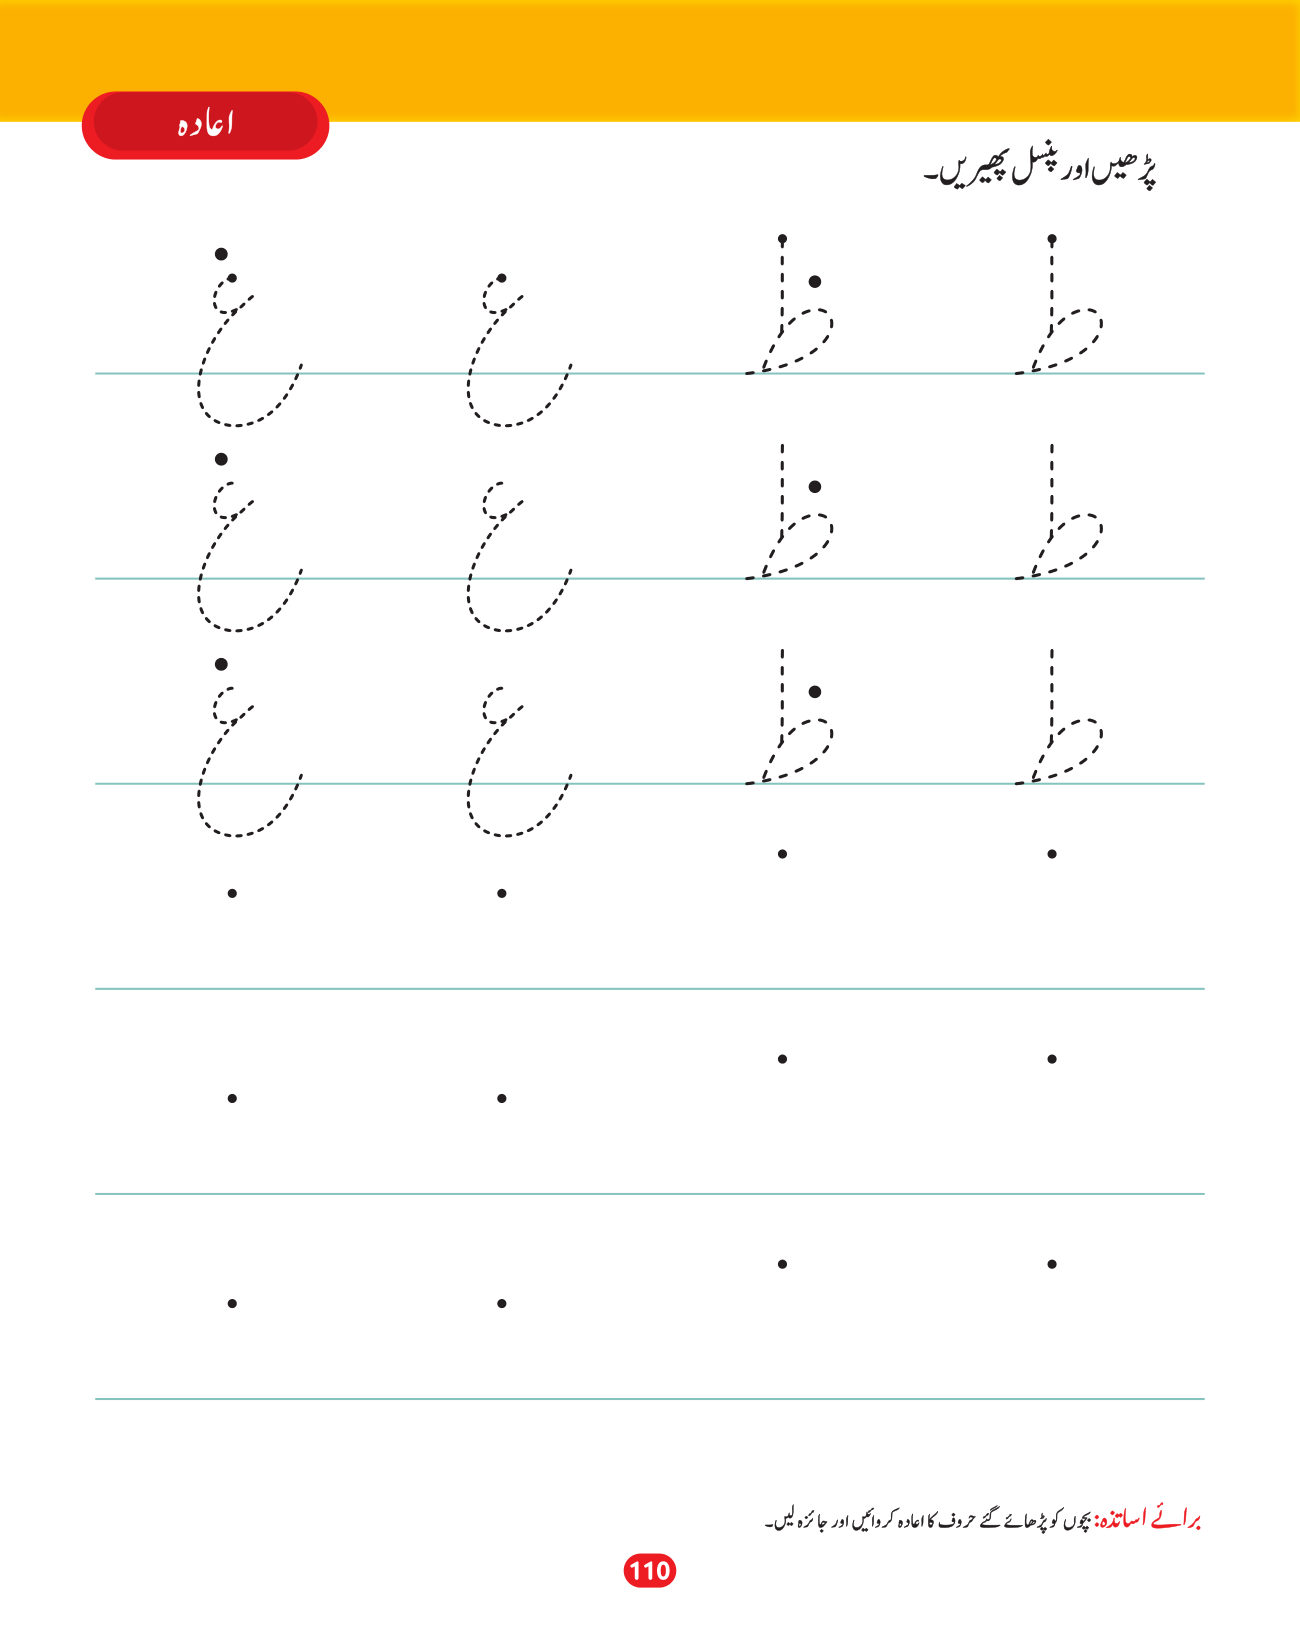 اعادہ
پڑھیں اور پنسل پھیریں۔
ط ظ ع غ
ط ظ ع غ
ط ظ ع غ
برائے اساتذہ: بچوں کو پڑھائے گئے حروف کا اعادہ کروائیں اور جائزہ لیں۔
110